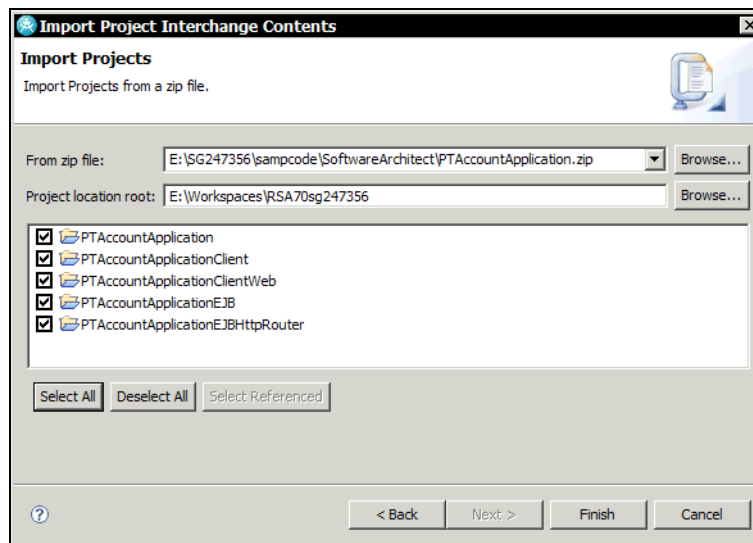 Import Project Interchange Contents
Import Projects
Import Projects from a zip file.
From zip file: E:\SG247356\sampcode\SoftwareArchitect\PTAccountApplication.zip Browse...
Project location root: E:\Workspaces\RSA70sg247356 Browse...
PTAccountApplication
PTAccountApplicationClient
PTAccountApplicationClientWeb
PTAccountApplicationEJB
PTAccountApplicationEJBHttpRouter
Select All Deselect All Select Referenced
? < Back Next > Finish Cancel